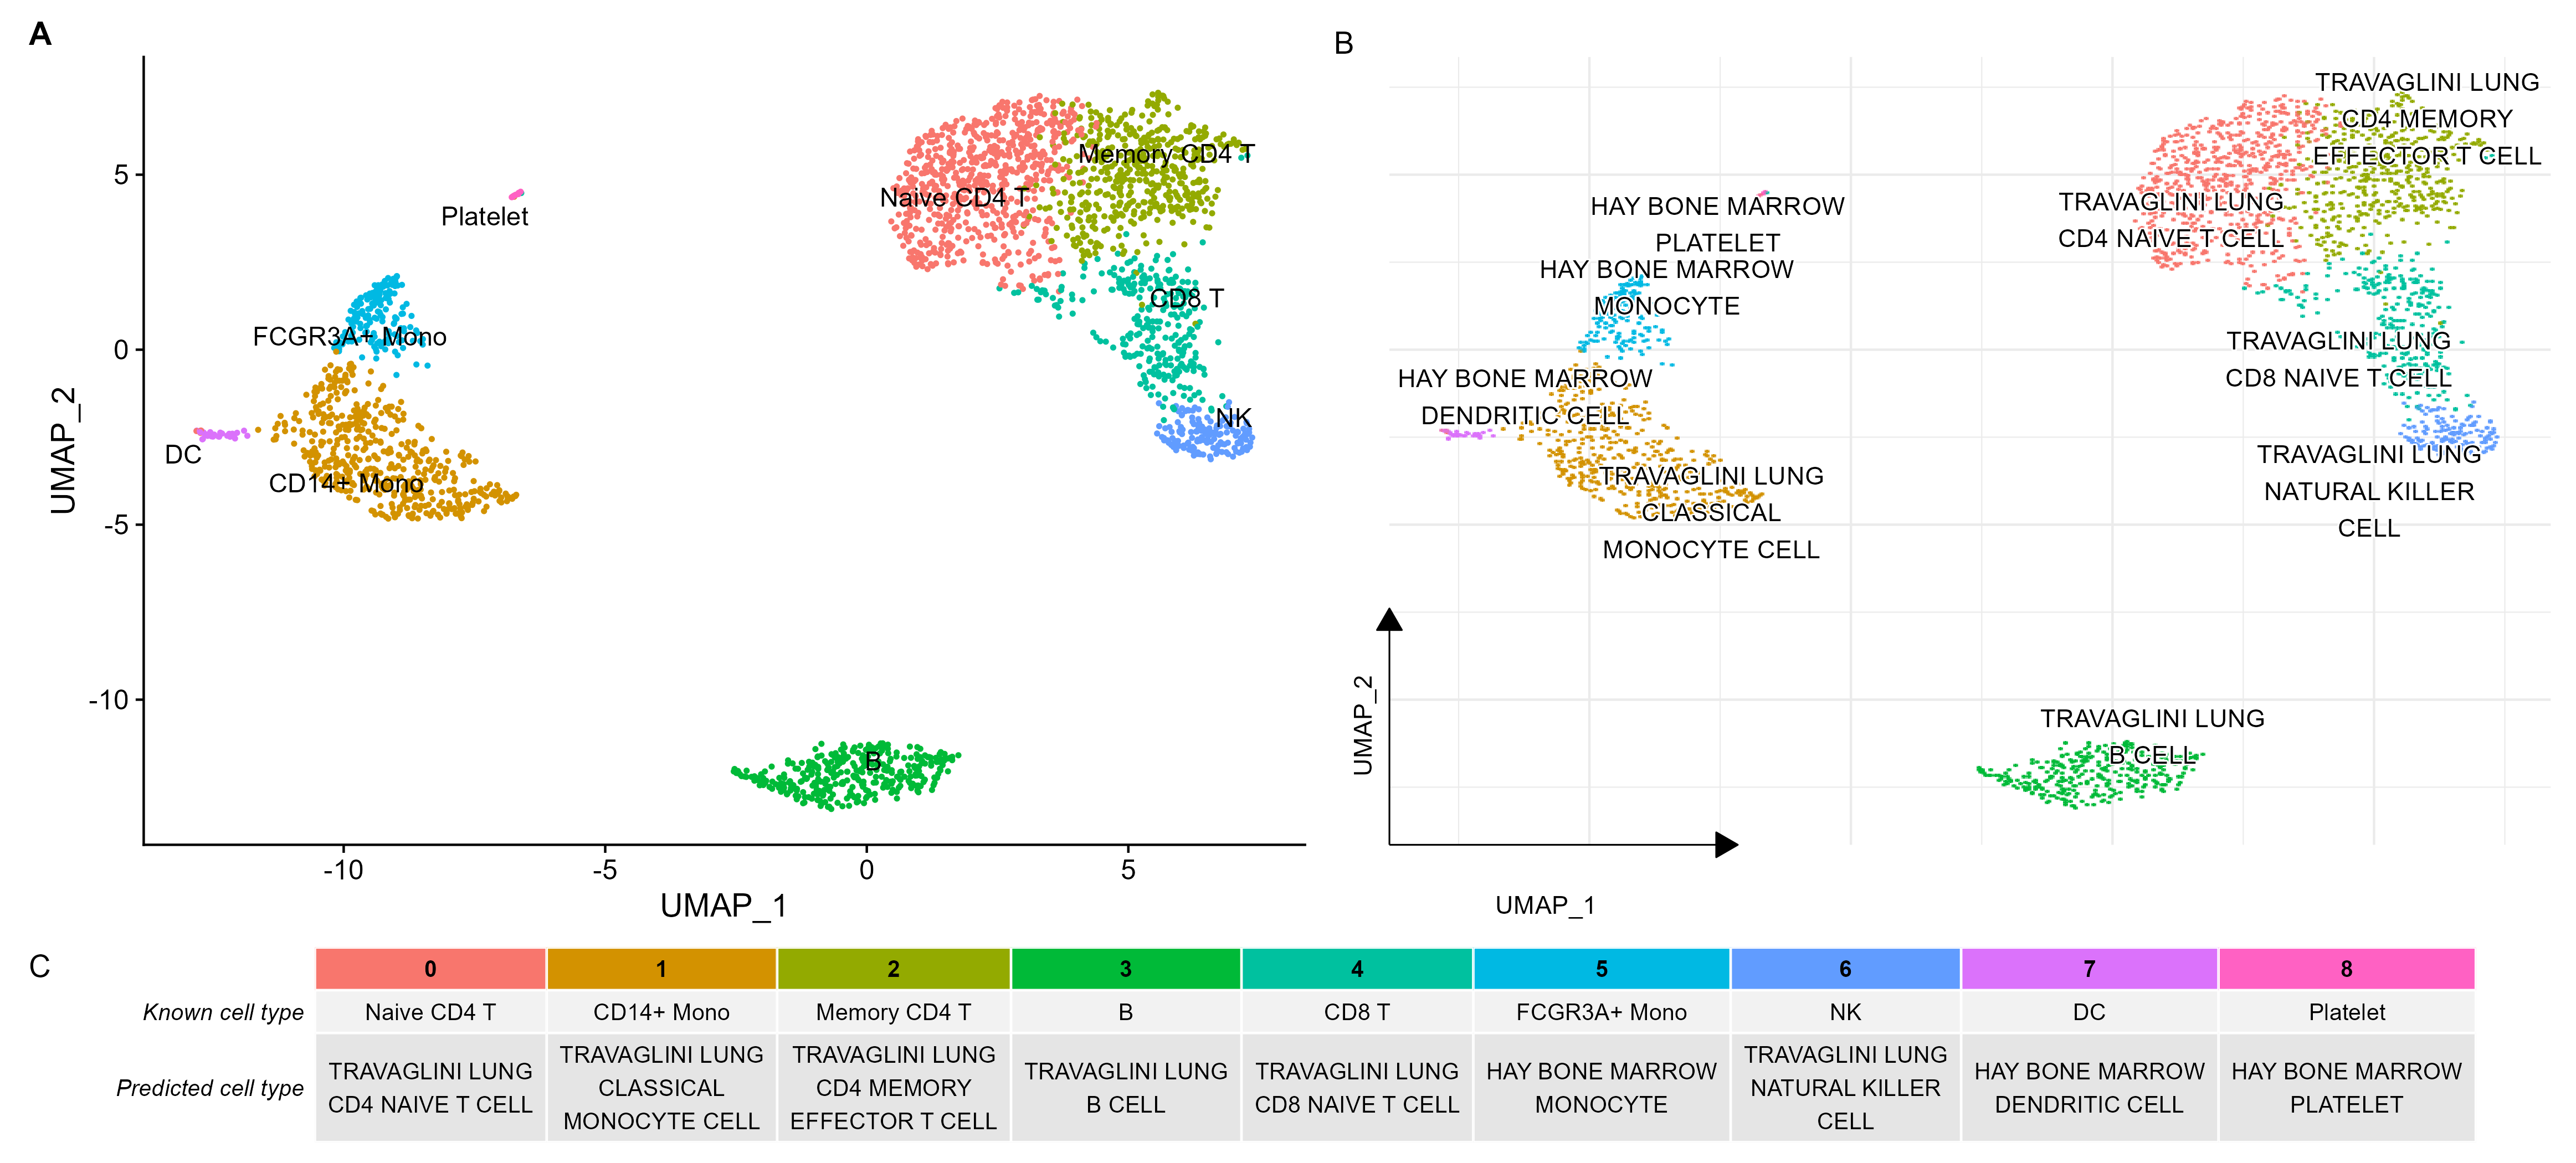 A
UMAP_2
5
0
-5
-10
Memory CD4 T
Naive CD4 T
Platelet
CD8 T
FCGR3A+ Mono
NK
DC
CD14+ Mono
B
-10
-5
0
5
UMAP_1
B
TRAVAGLINI LUNG
CD4 MEMORY
EFFECTOR T CELL
TRAVAGLINI LUNG
CD4 NAIVE T CELL
HAY BONE MARROW
PLATELET
HAY BONE MARROW
MONOCYTE
TRAVAGLINI LUNG
CD8 NAIVE T CELL
HAY BONE MARROW
DENDRITIC CELL
TRAVAGLINI LUNG
NATURAL KILLER
CELL
TRAVAGLINI LUNG
CLASSICAL
MONOCYTE CELL
TRAVAGLINI LUNG
B CELL
UMAP_2
UMAP_1
C
0 1 2 3 4 5 6 7 8
Known cell type
Naive CD4 T
CD14+ Mono
Memory CD4 T
B
CD8 T
FCGR3A+ Mono
NK
DC
Platelet
Predicted cell type
TRAVAGLINI LUNG
CD4 NAIVE T CELL
TRAVAGLINI LUNG
CLASSICAL
MONOCYTE CELL
TRAVAGLINI LUNG
CD4 MEMORY
EFFECTOR T CELL
TRAVAGLINI LUNG
B CELL
TRAVAGLINI LUNG
CD8 NAIVE T CELL
HAY BONE MARROW
MONOCYTE
TRAVAGLINI LUNG
NATURAL KILLER
CELL
HAY BONE MARROW
DENDRITIC CELL
HAY BONE MARROW
PLATELET